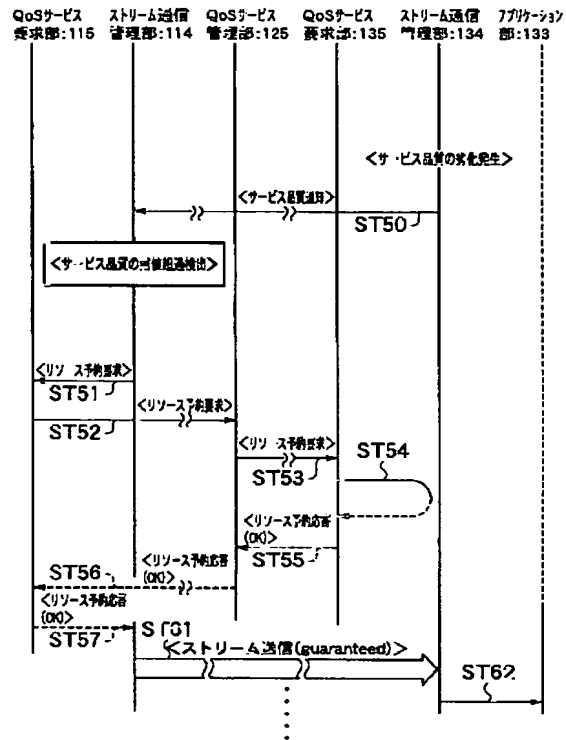 QoSサービス
要求部:115
ストリーム通信
管理部:114
QoSサービス
管理部:125
QoSサービス
要求部:135
ストリーム通信
管理部:134
アプリケーション
部:133
<サービス品質の劣化発生>
<サービス品質通知>
ST50
<サービス品質の閾値超過検出>
<リソース予約要求>
ST51
<リソース予約要求>
ST52
<リソース予約要求>
ST53
ST54
<リソース予約応答
(OK)>
ST55
<リソース予約応答
(OK)>
ST56
<リソース予約応答
(OK)>
ST57
ST61
<ストリーム送信(guaranteed)>
ST62